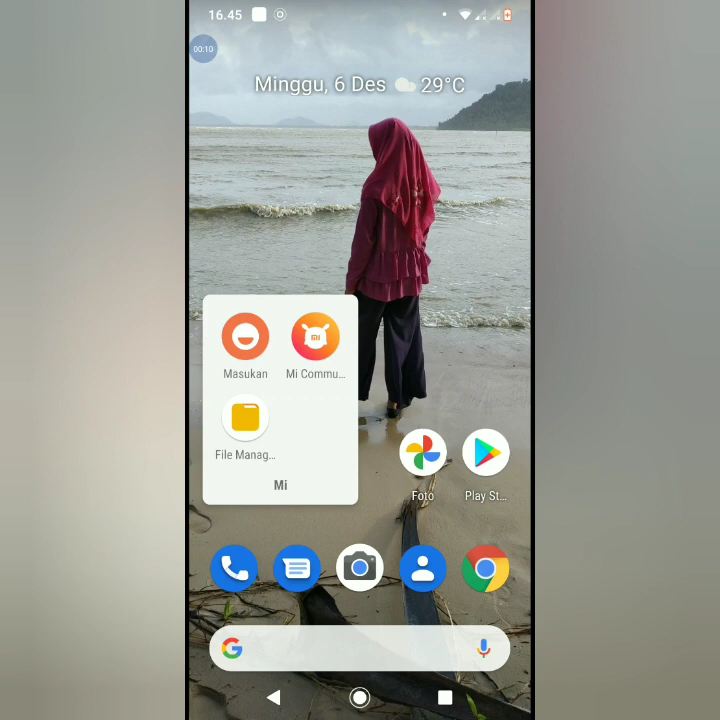 16.45
00:10
Minggu, 6 Des 29°C
Masukan Mi Commu...
File Manag...
Mi
Foto Play St...